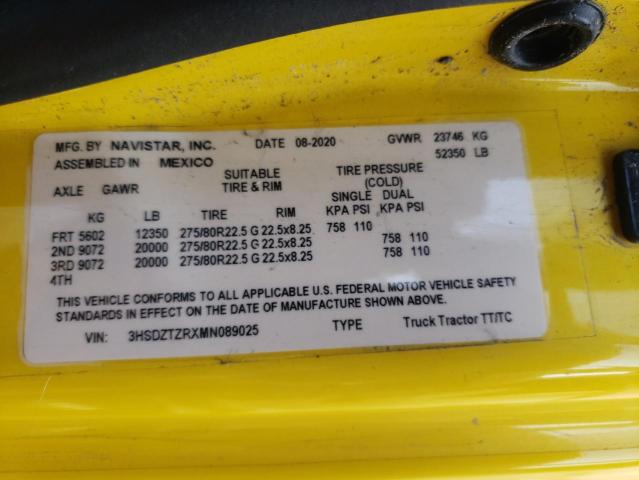 MFG. BY NAVISTAR, INC. DATE 08-2020 GVWR 23746 KG
52350 LB
ASSEMBLED IN MEXICO
SUITABLE TIRE PRESSURE
AXLE GAWR TIRE & RIM (COLD)
SINGLE DUAL
KG LB TIRE RIM KPA PSI KPA PSI
FRT 5602 12350 275/80R22.5 G 22.5x8.25 758 110
2ND 9072 20000 275/80R22.5 G 22.5x8.25 758 110
3RD 9072 20000 275/80R22.5 G 22.5x8.25 758 110
4TH
THIS VEHICLE CONFORMS TO ALL APPLICABLE U.S. FEDERAL MOTOR VEHICLE SAFETY
STANDARDS IN EFFECT ON THE DATE OF MANUFACTURE SHOWN ABOVE.
VIN: 3HSDZTZRXMN089025 TYPE Truck Tractor TT/TC